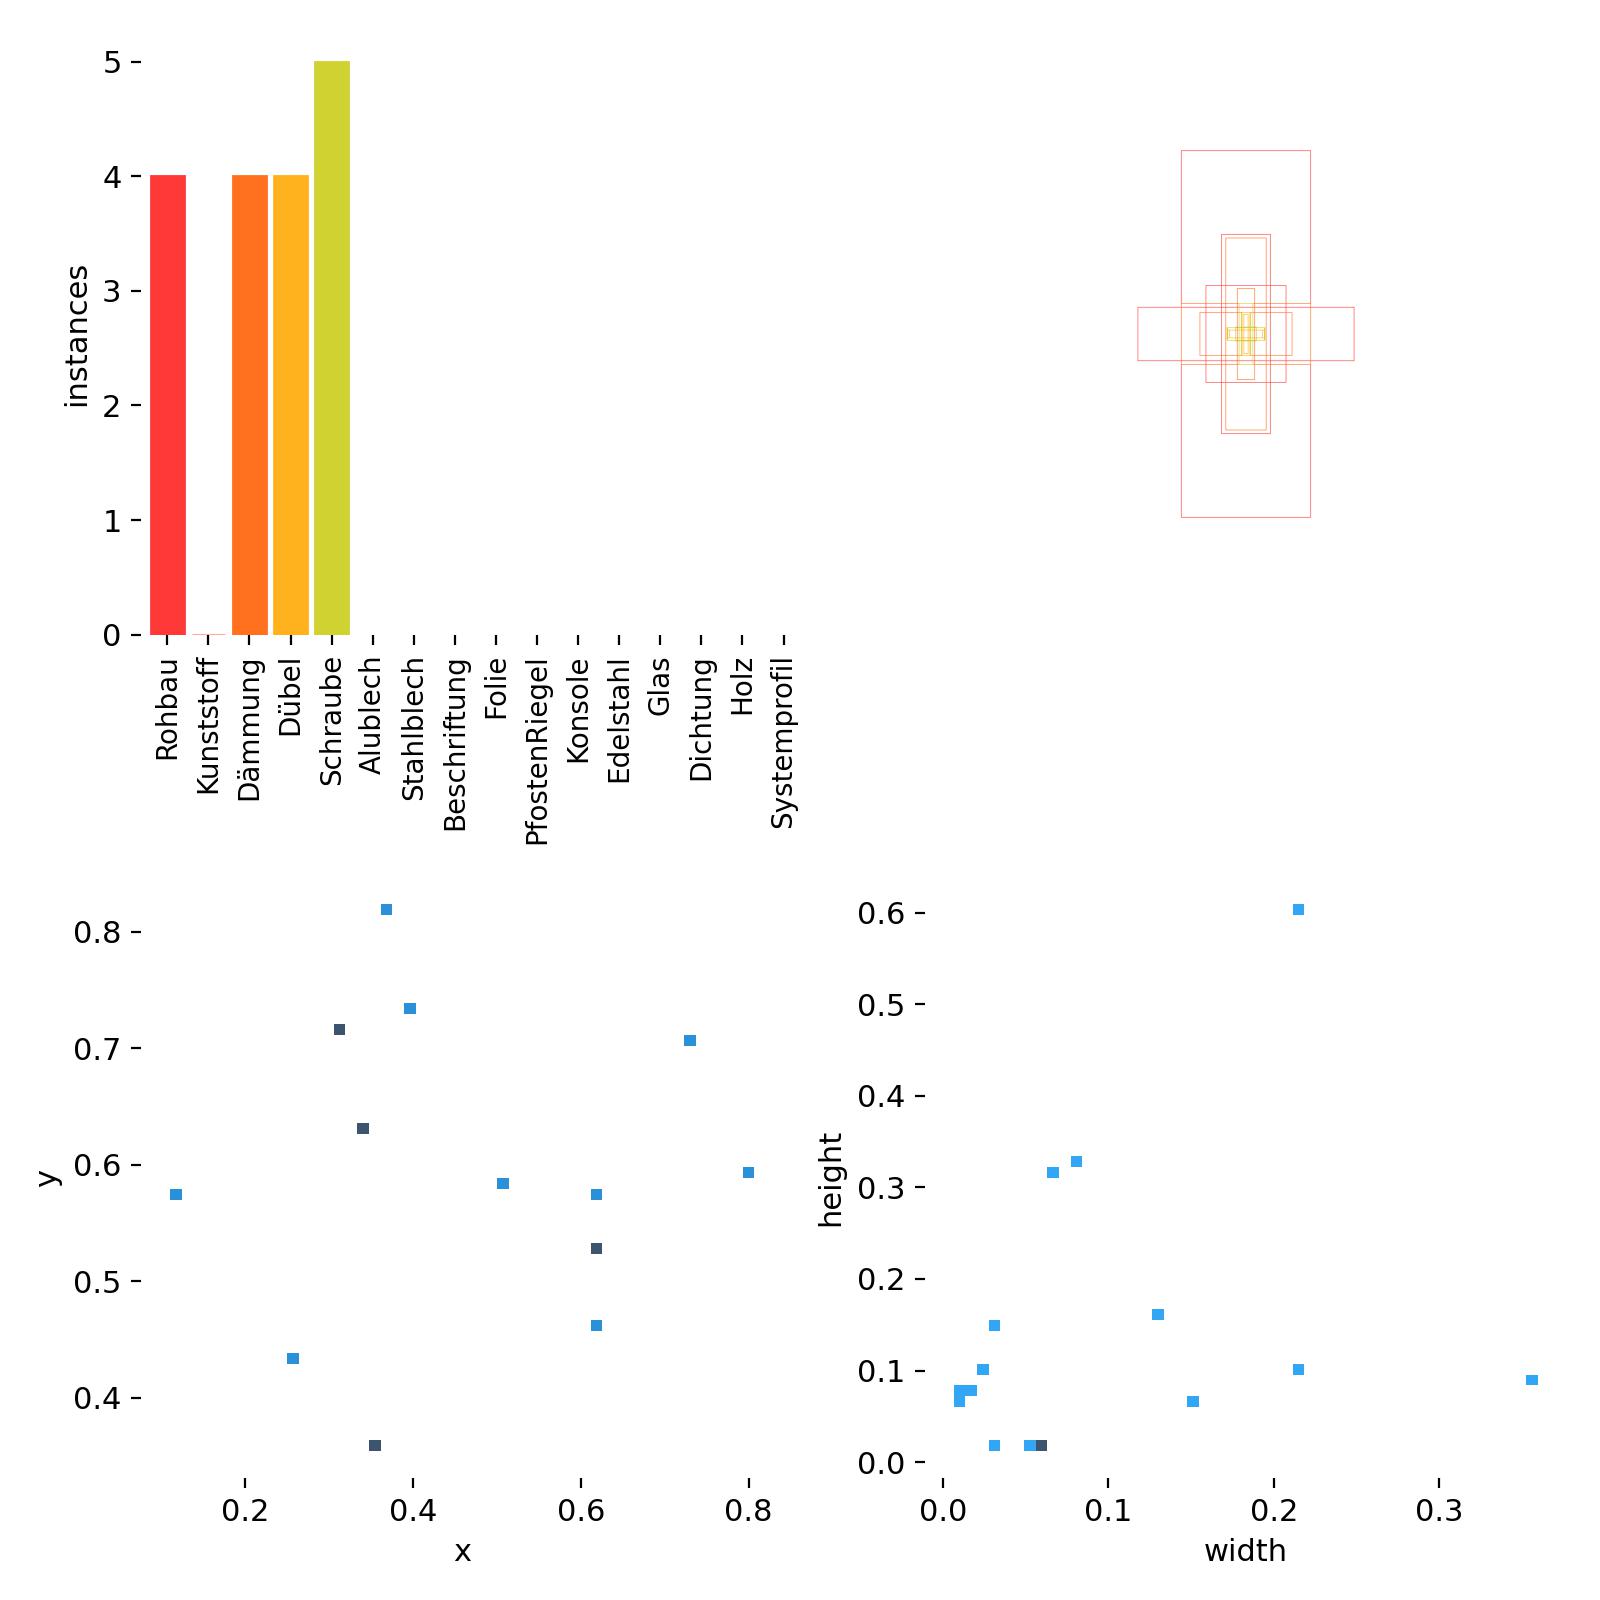 5
4
3
2
1
0
instances
Rohbau
Kunststoff
Dämmung
Dübel
Schraube
Alublech
Stahlblech
Beschriftung
Folie
PfostenRiegel
Konsole
Edelstahl
Glas
Dichtung
Holz
Systemprofil
0.8
0.7
0.6
0.5
0.4
y
0.2 0.4 0.6 0.8
x
0.6
0.5
0.4
0.3
0.2
0.1
0.0
height
0.0 0.1 0.2 0.3
width